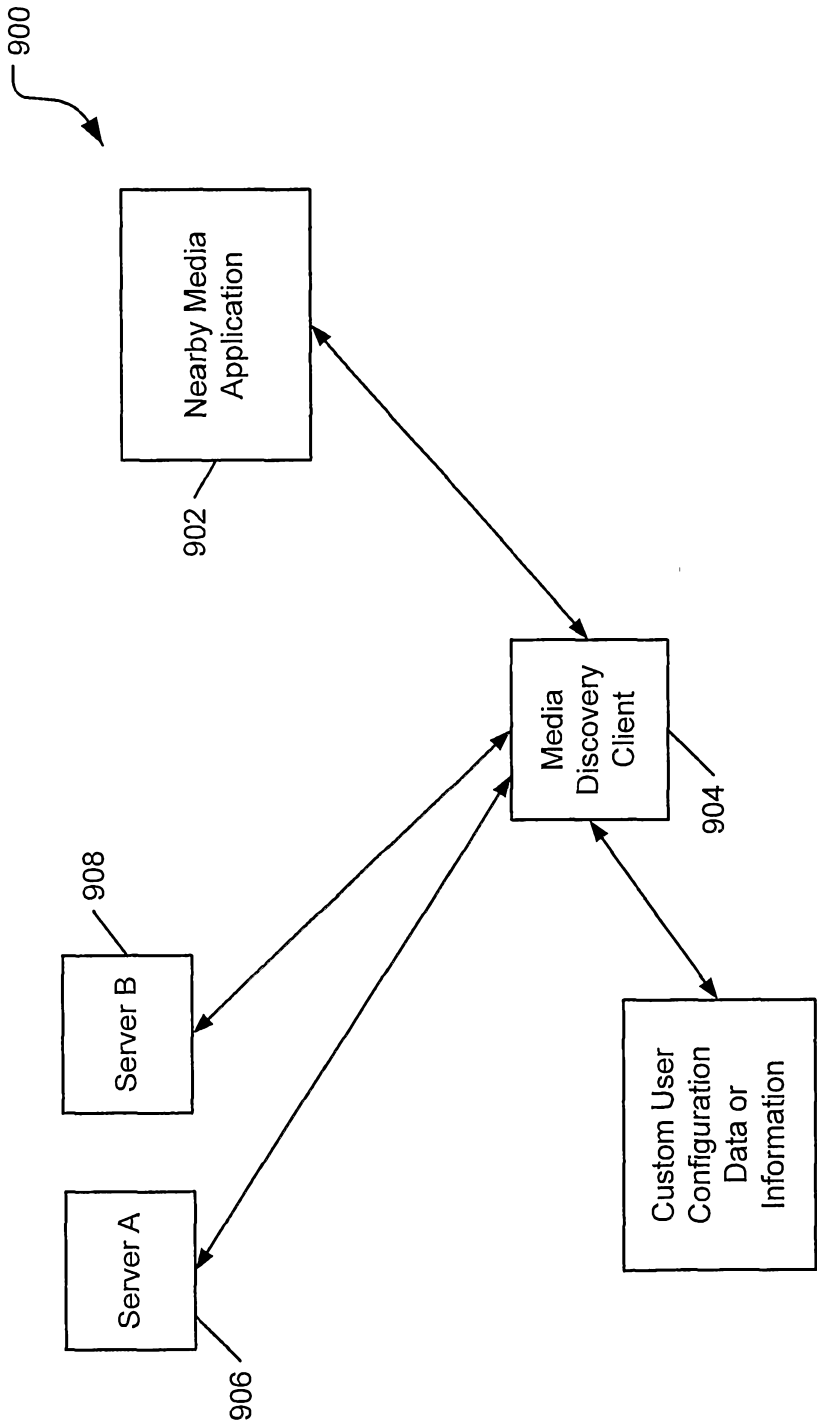 900
Server A
906
Server B
908
Nearby Media
Application
902
Media
Discovery
Client
904
Custom User
Configuration
Data or
Information